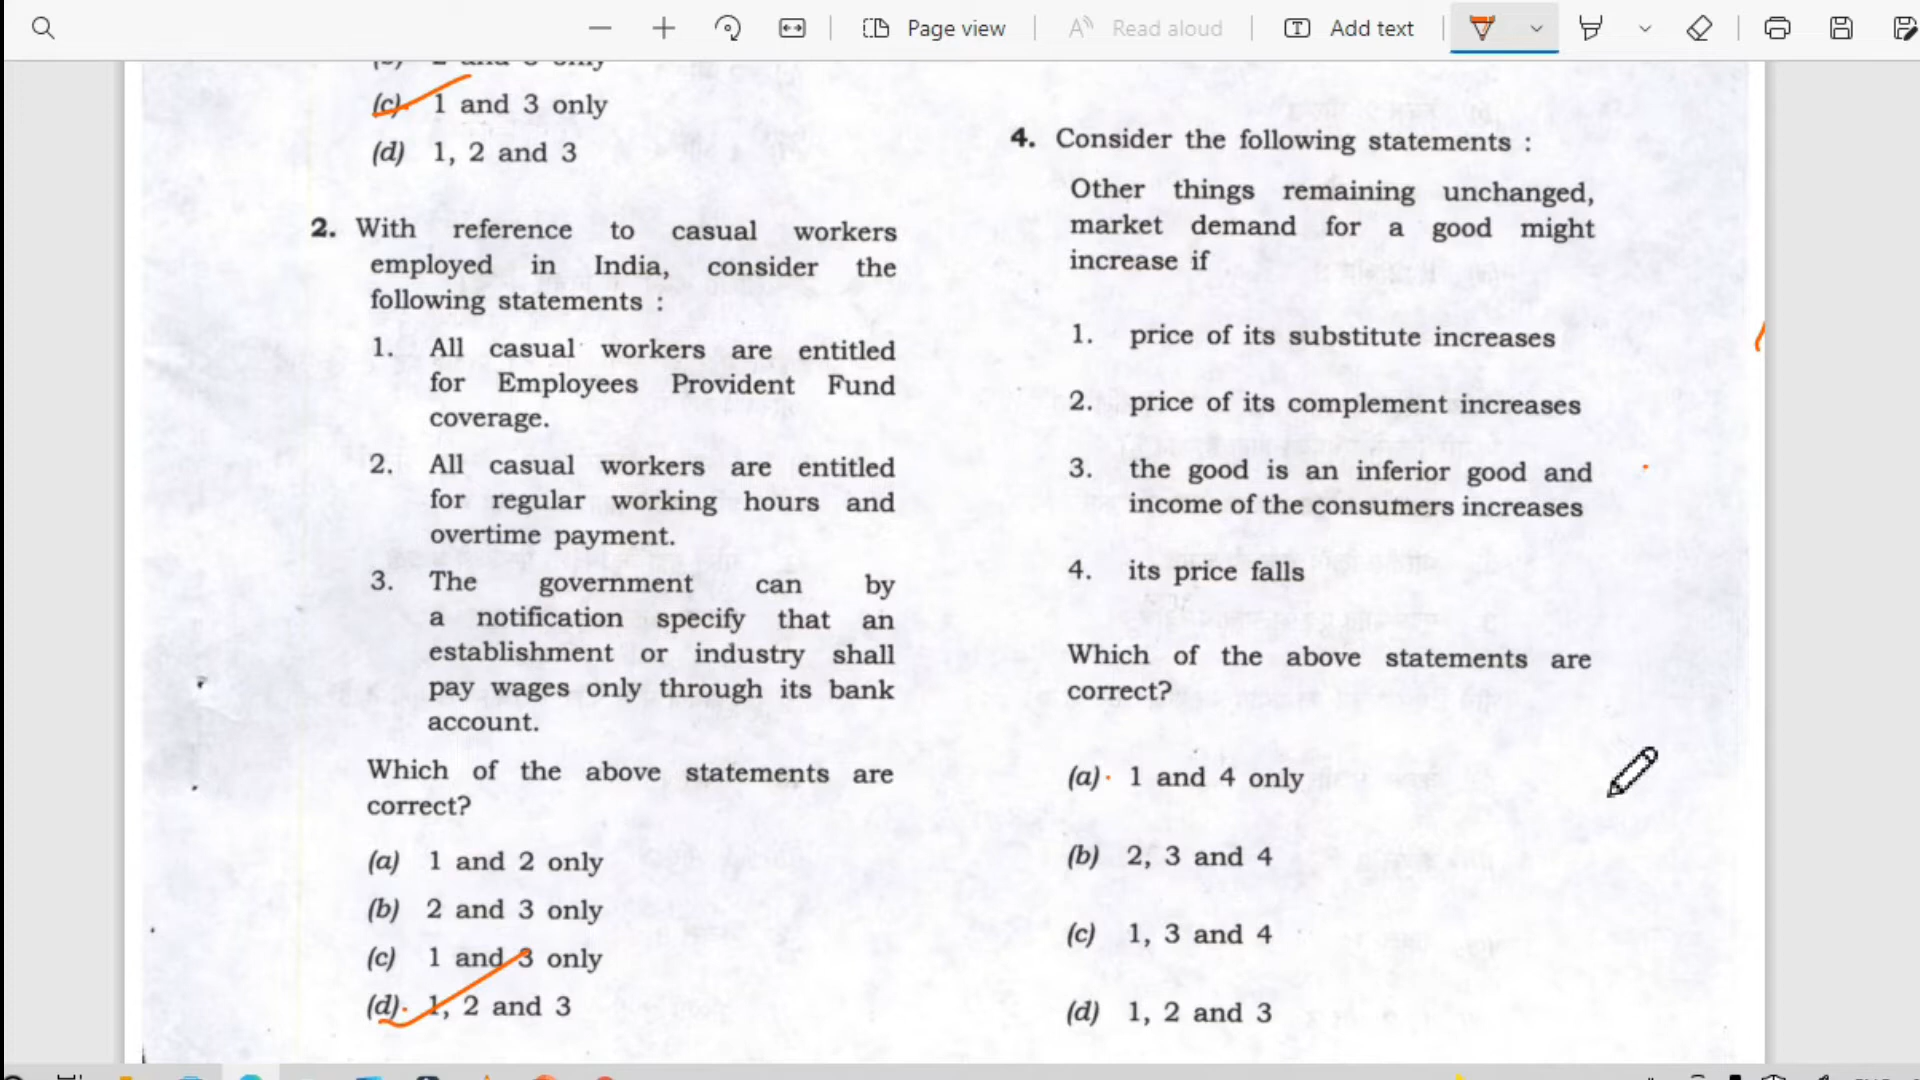 Page view
Read aloud
Add text
(c) 1 and 3 only
(d) 1, 2 and 3
2. With reference to casual workers
employed in India, consider the
following statements :
1. All casual workers are entitled
for Employees Provident Fund
coverage.
2. All casual workers are entitled
for regular working hours and
overtime payment.
3. The government can by
a notification specify that an
establishment or industry shall
pay wages only through its bank
account.
Which of the above statements are
correct?
(a) 1 and 2 only
(b) 2 and 3 only
(c) 1 and 3 only
(d) 1, 2 and 3
4. Consider the following statements :
Other things remaining unchanged,
market demand for a good might
increase if
1. price of its substitute increases
2. price of its complement increases
3. the good is an inferior good and
income of the consumers increases
4. its price falls
Which of the above statements are
correct?
(a) 1 and 4 only
(b) 2, 3 and 4
(c) 1, 3 and 4
(d) 1, 2 and 3